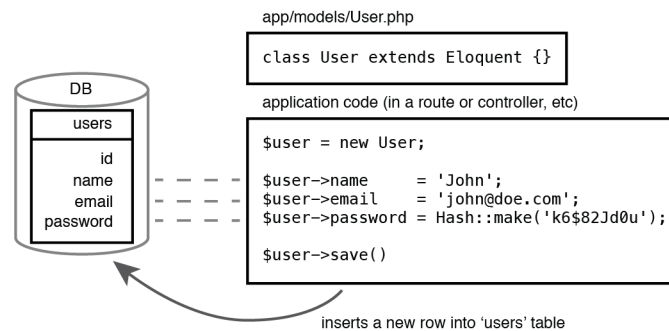 app/models/User.php
class User extends Eloquent {}
DB
users
id
name
email
password
application code (in a route or controller, etc)
$user = new User;
$user->name     = 'John';
$user->email    = 'john@doe.com';
$user->password = Hash::make('k6$82Jd0u');
$user->save()
inserts a new row into ‘users’ table